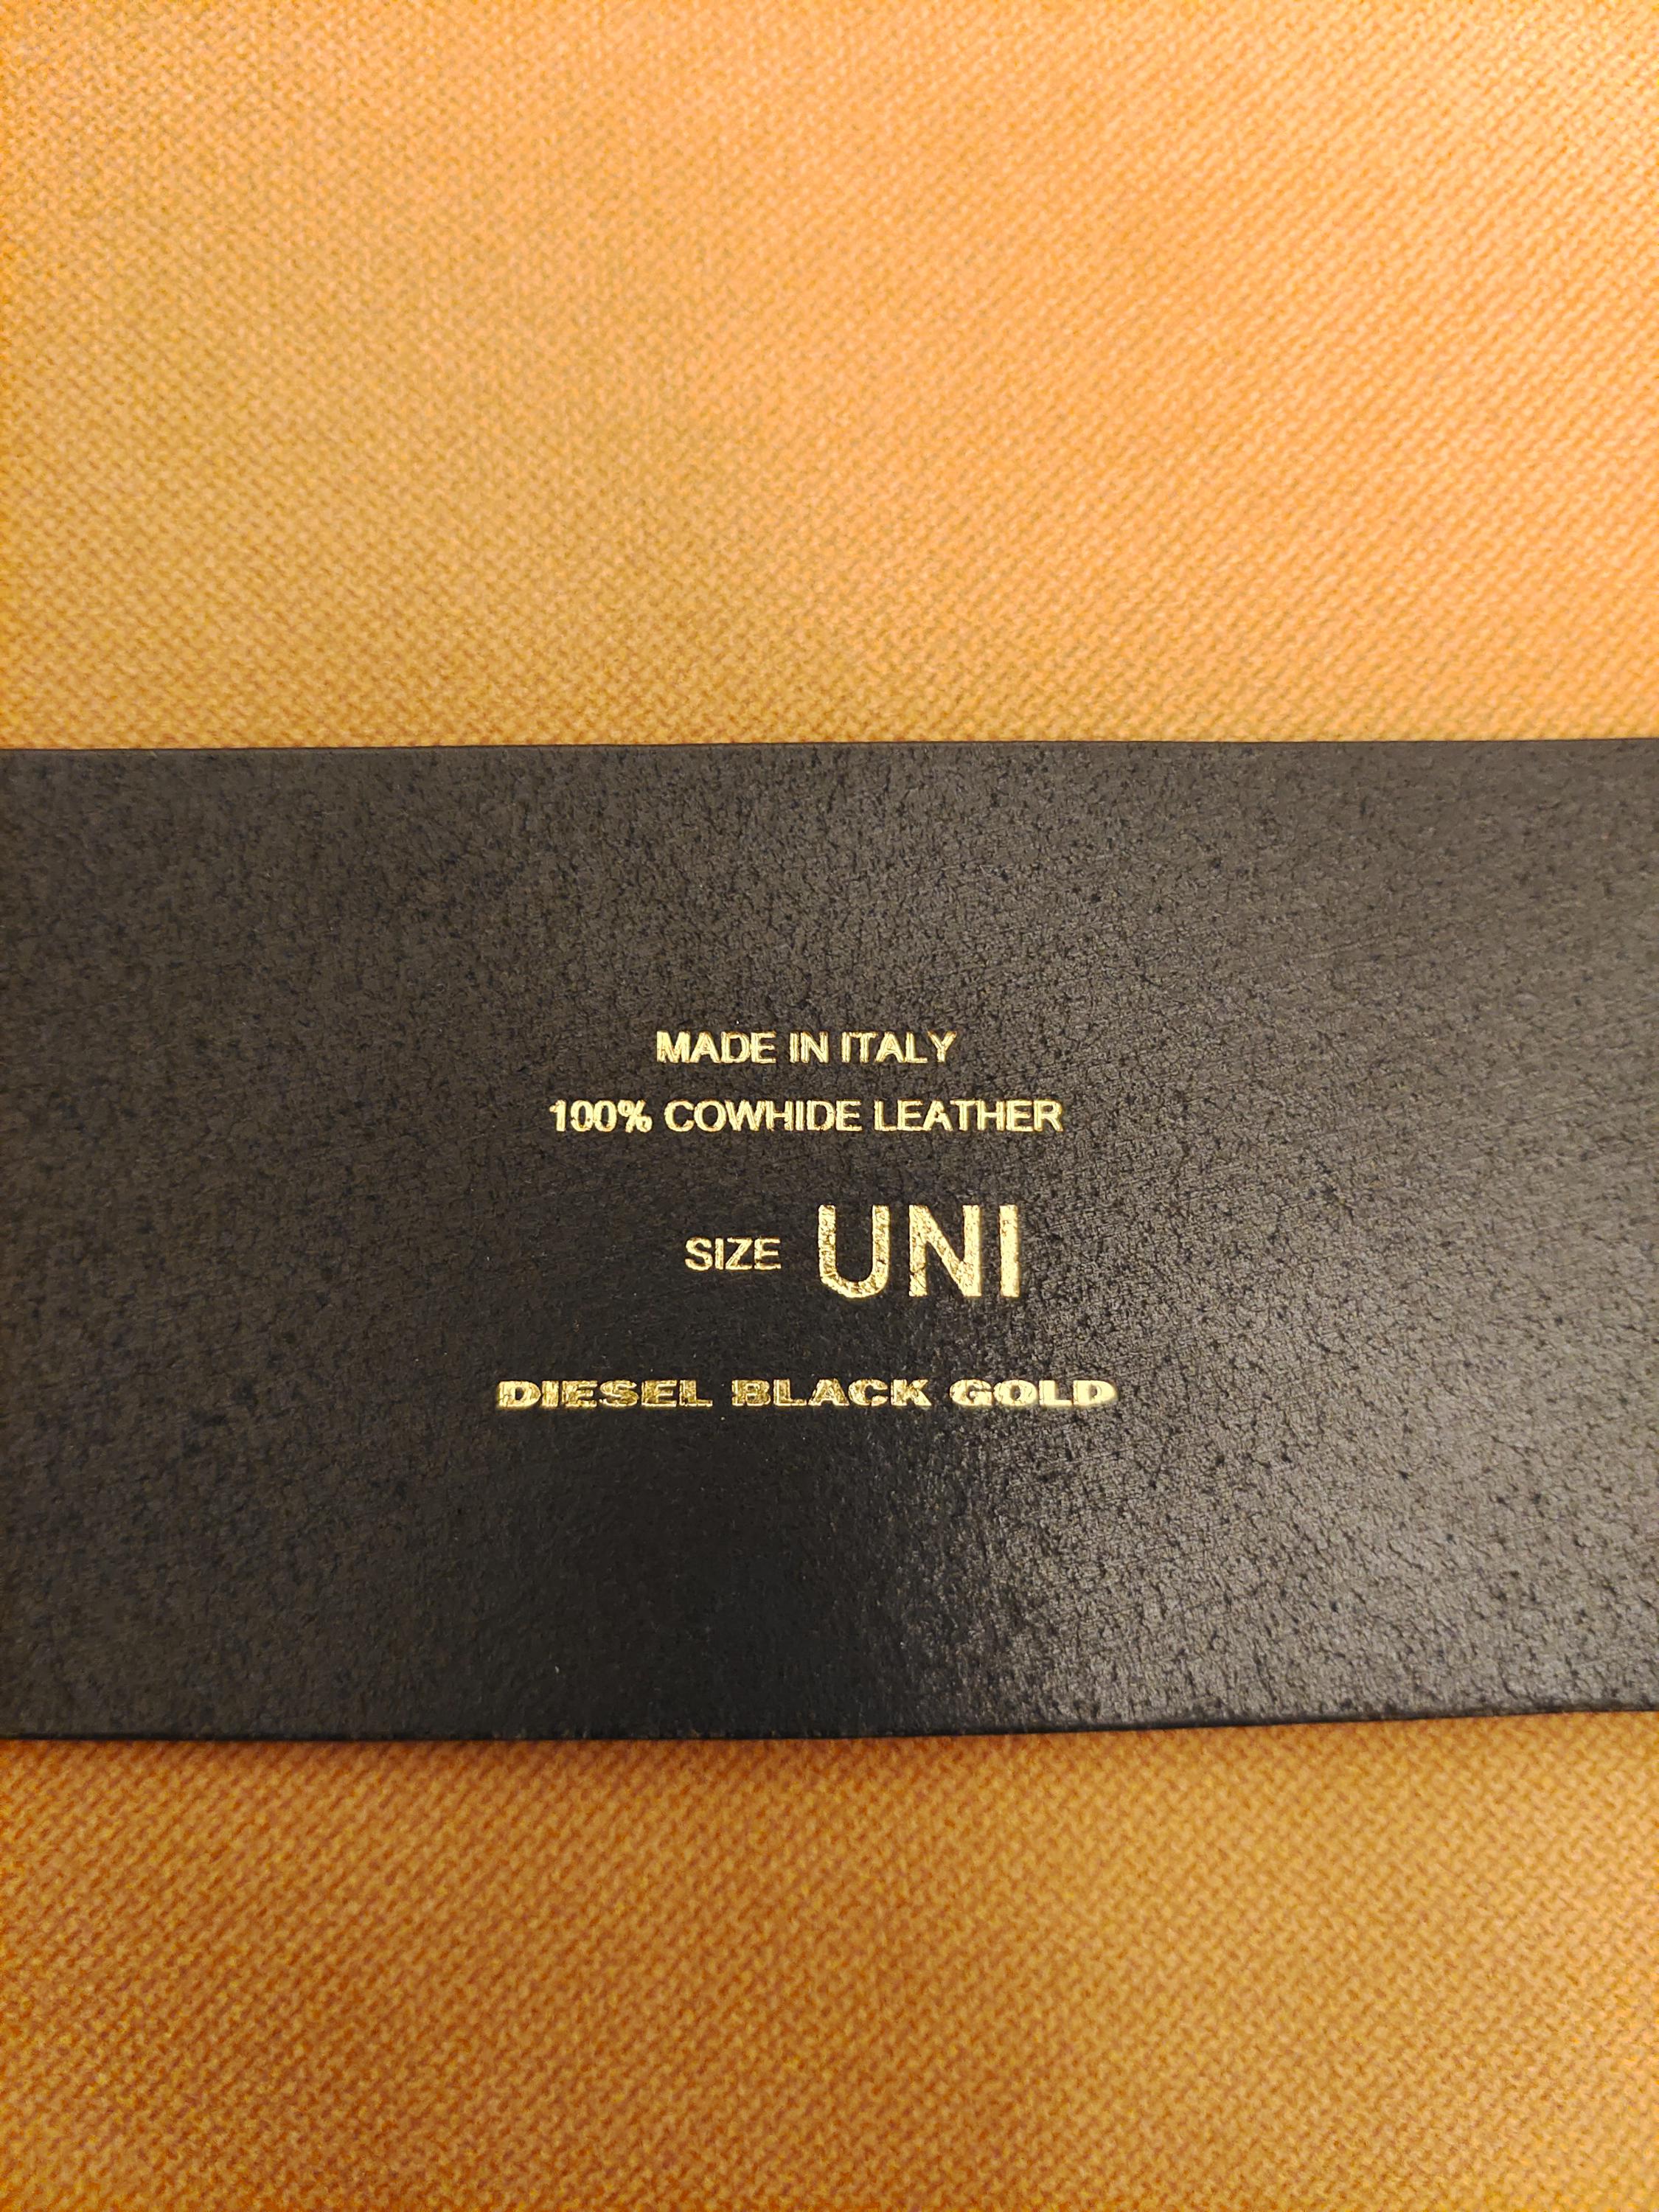 MADE IN ITALY
100% COWHIDE LEATHER
SIZE UNI
DIESEL BLACK GOLD